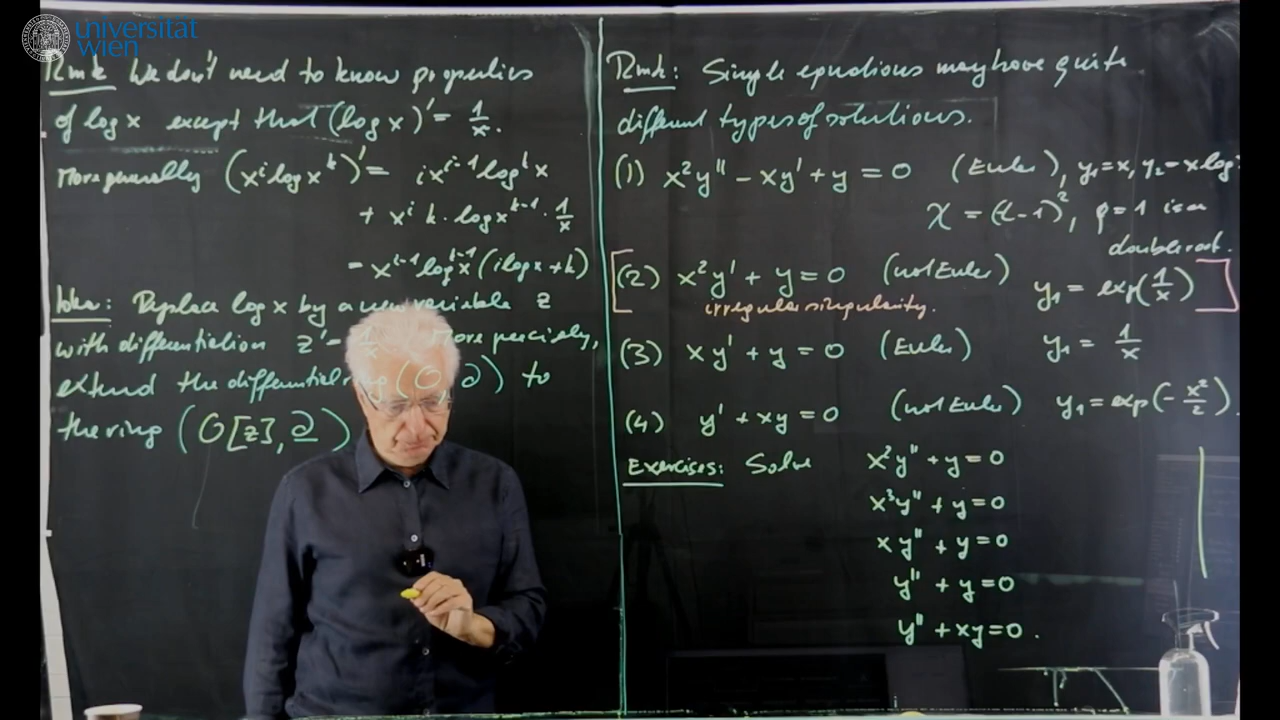 universität
wien
Rmk We don't need to know properties
of log x except that (log x)' = 1/x.
More generally (x^i log x^k)' = i x^{i-1} log^k x
+ x^i k · log x^{k-1} · 1/x
= x^{i-1} log^{k-1} x (i log x + k)
Idea: Replace log x by a new variable z
with differentiation z' = 1/x More precisely,
extend the differential ring (O, ∂) to
the ring (O[z], ∂)
Rmk: Simple equations may have quite
different types of solutions.
(1) x²y'' - xy' + y = 0 (Euler), y₁ = x, y₂ = x log
χ = (t-1)², ρ = 1 is a
double root.
[(2) x²y' + y = 0 (not Euler) y₁ = exp(1/x)]
irregular singularity.
(3) xy' + y = 0 (Euler) y₁ = 1/x
(4) y' + xy = 0 (not Euler) y₁ = exp(-x²/2).
Exercises: Solve x²y'' + y = 0
x³y'' + y = 0
xy'' + y = 0
y'' + y = 0
y'' + xy = 0.